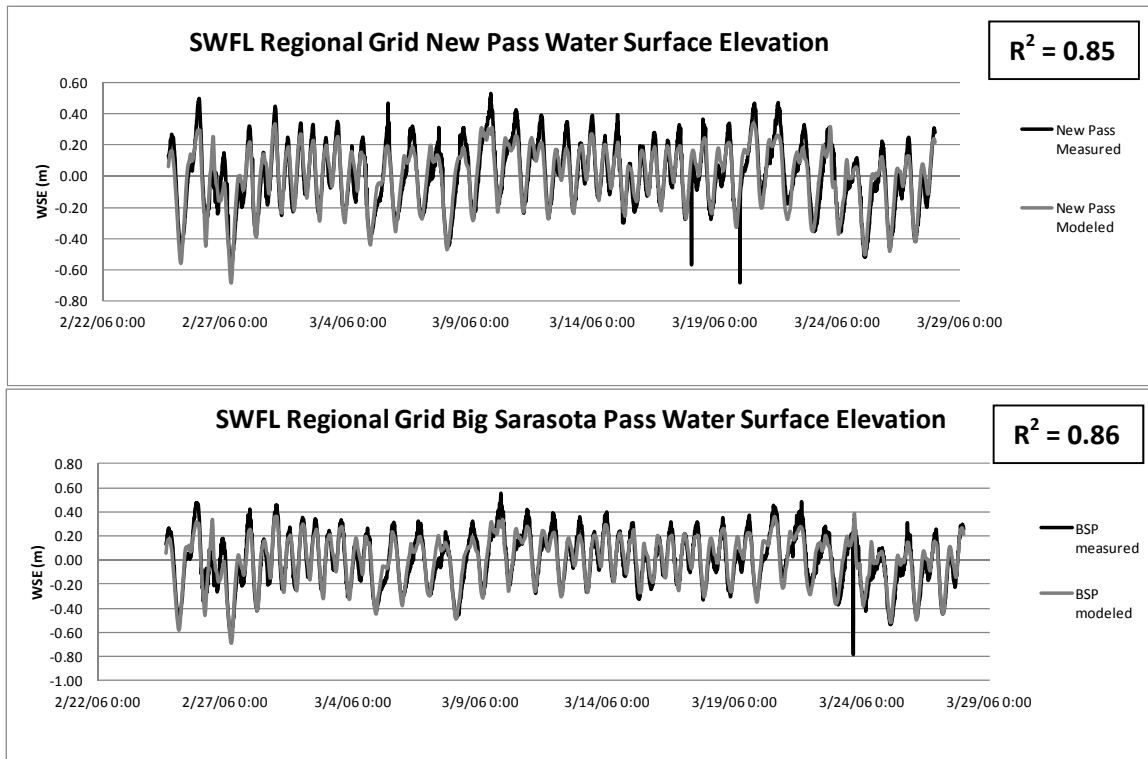 SWFL Regional Grid New Pass Water Surface Elevation
R² = 0.85
0.60
0.40
0.20
0.00
-0.20
-0.40
-0.60
-0.80
WSE (m)
2/22/06 0:00 2/27/06 0:00 3/4/06 0:00 3/9/06 0:00 3/14/06 0:00 3/19/06 0:00 3/24/06 0:00 3/29/06 0:00
New Pass
Measured
New Pass
Modeled
SWFL Regional Grid Big Sarasota Pass Water Surface Elevation
R² = 0.86
0.80
0.60
0.40
0.20
0.00
-0.20
-0.40
-0.60
-0.80
-1.00
WSE (m)
2/22/06 0:00 2/27/06 0:00 3/4/06 0:00 3/9/06 0:00 3/14/06 0:00 3/19/06 0:00 3/24/06 0:00 3/29/06 0:00
BSP
measured
BSP
modeled